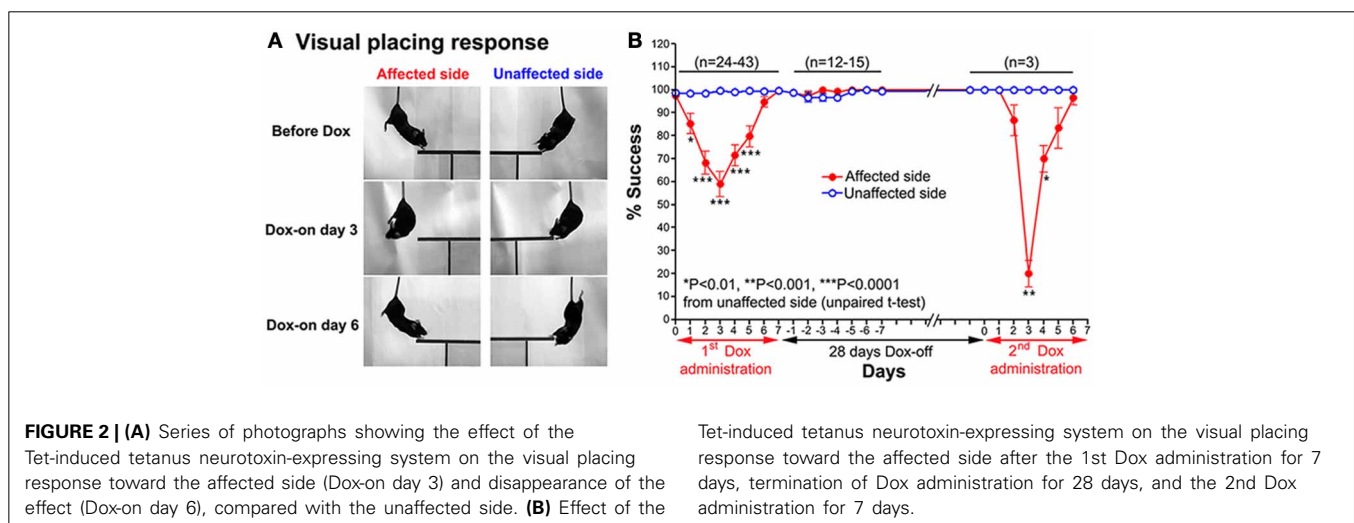 A Visual placing response
Affected side Unaffected side
Before Dox
Dox-on day 3
Dox-on day 6
B
120
110
100
90
80
70
60
50
40
30
20
10
0
% Success
(n=24-43) (n=12-15) (n=3)
* *** *** *** *** ** *
Affected side
Unaffected side
*P<0.01, **P<0.001, ***P<0.0001
from unaffected side (unpaired t-test)
0 1 2 3 4 5 6 7 -1 -2 -3 -4 -5 -6 -7 0 1 2 3 4 5 6 7
1st Dox
administration
28 days Dox-off
2nd Dox
administration
Days
FIGURE 2 | (A) Series of photographs showing the effect of the
Tet-induced tetanus neurotoxin-expressing system on the visual placing
response toward the affected side (Dox-on day 3) and disappearance of the
effect (Dox-on day 6), compared with the unaffected side. (B) Effect of the
Tet-induced tetanus neurotoxin-expressing system on the visual placing
response toward the affected side after the 1st Dox administration for 7
days, termination of Dox administration for 28 days, and the 2nd Dox
administration for 7 days.